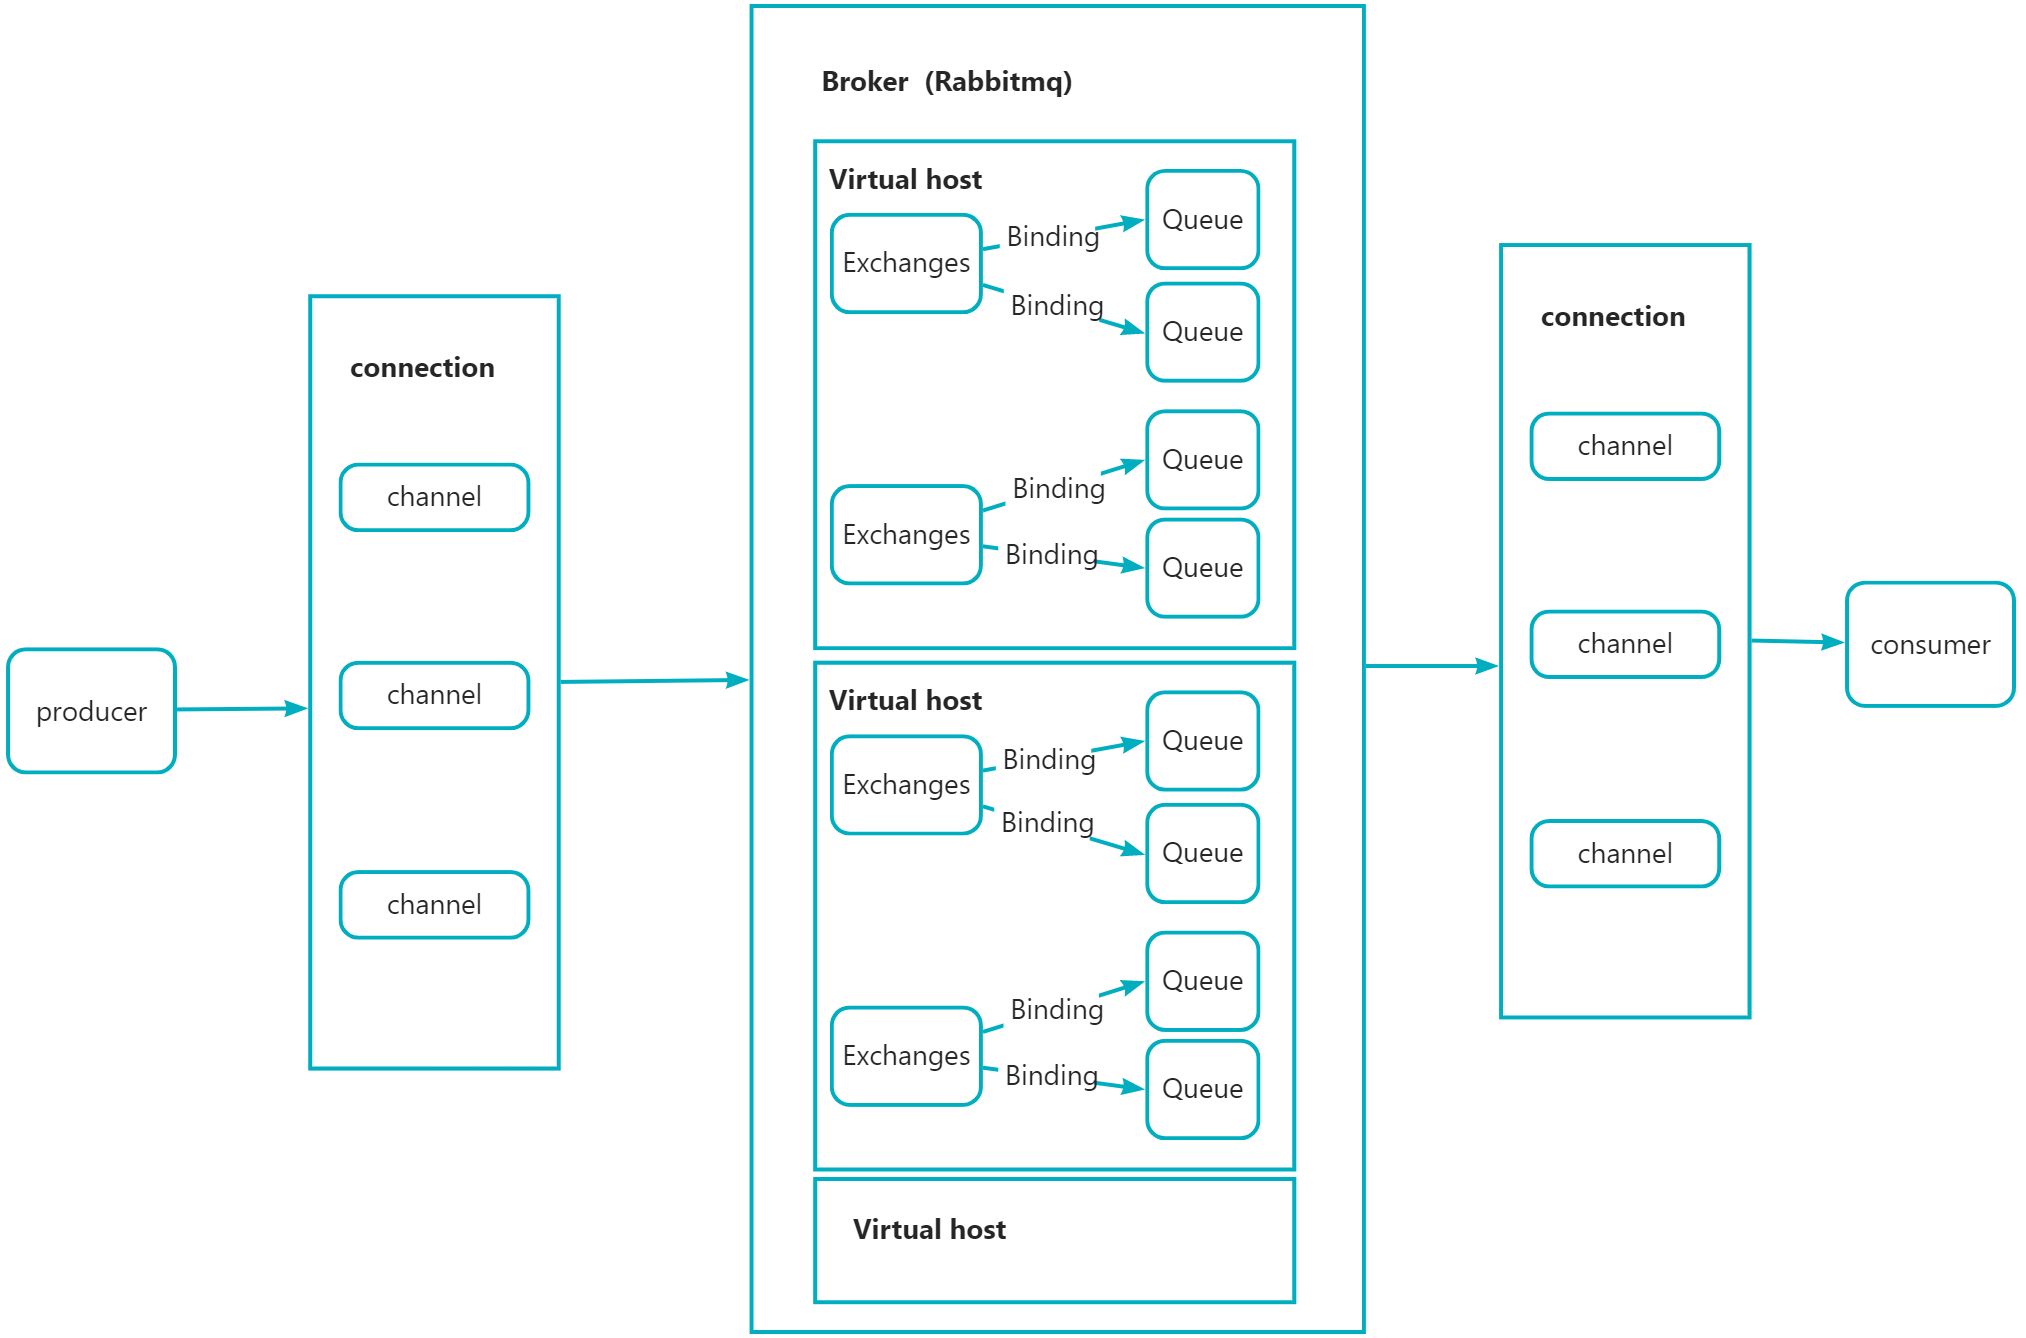 producer
connection
channel
channel
channel
Broker (Rabbitmq)
Virtual host
Exchanges
Binding
Queue
Binding
Queue
Exchanges
Binding
Queue
Binding
Queue
Virtual host
Exchanges
Binding
Queue
Binding
Queue
Exchanges
Binding
Queue
Binding
Queue
Virtual host
connection
channel
channel
channel
consumer